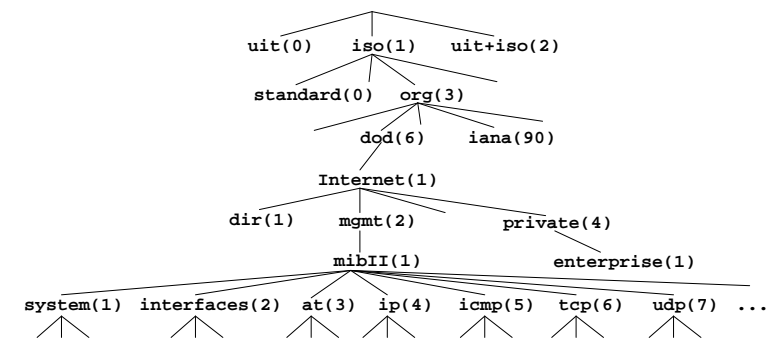 uit(0) iso(1) uit+iso(2)
standard(0) org(3)
dod(6) iana(90)
Internet(1)
dir(1) mgmt(2) private(4)
mibII(1) enterprise(1)
system(1) interfaces(2) at(3) ip(4) icmp(5) tcp(6) udp(7) ...